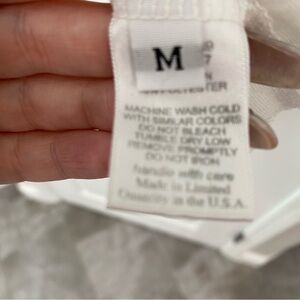 M
MACHINE WASH COLD
WITH SIMILAR COLORS
DO NOT BLEACH
TUMBLE DRY LOW
REMOVE PROMPTLY
DO NOT IRON
handle with care
Made in Limited
Quantity in the U.S.A.